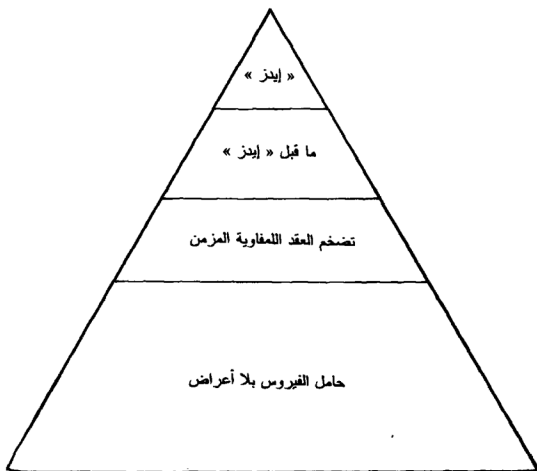 « إيدز »
ما قبل « إيدز »
تضخم العقد اللمفاوية المزمن
حامل الفيروس بلا أعراض